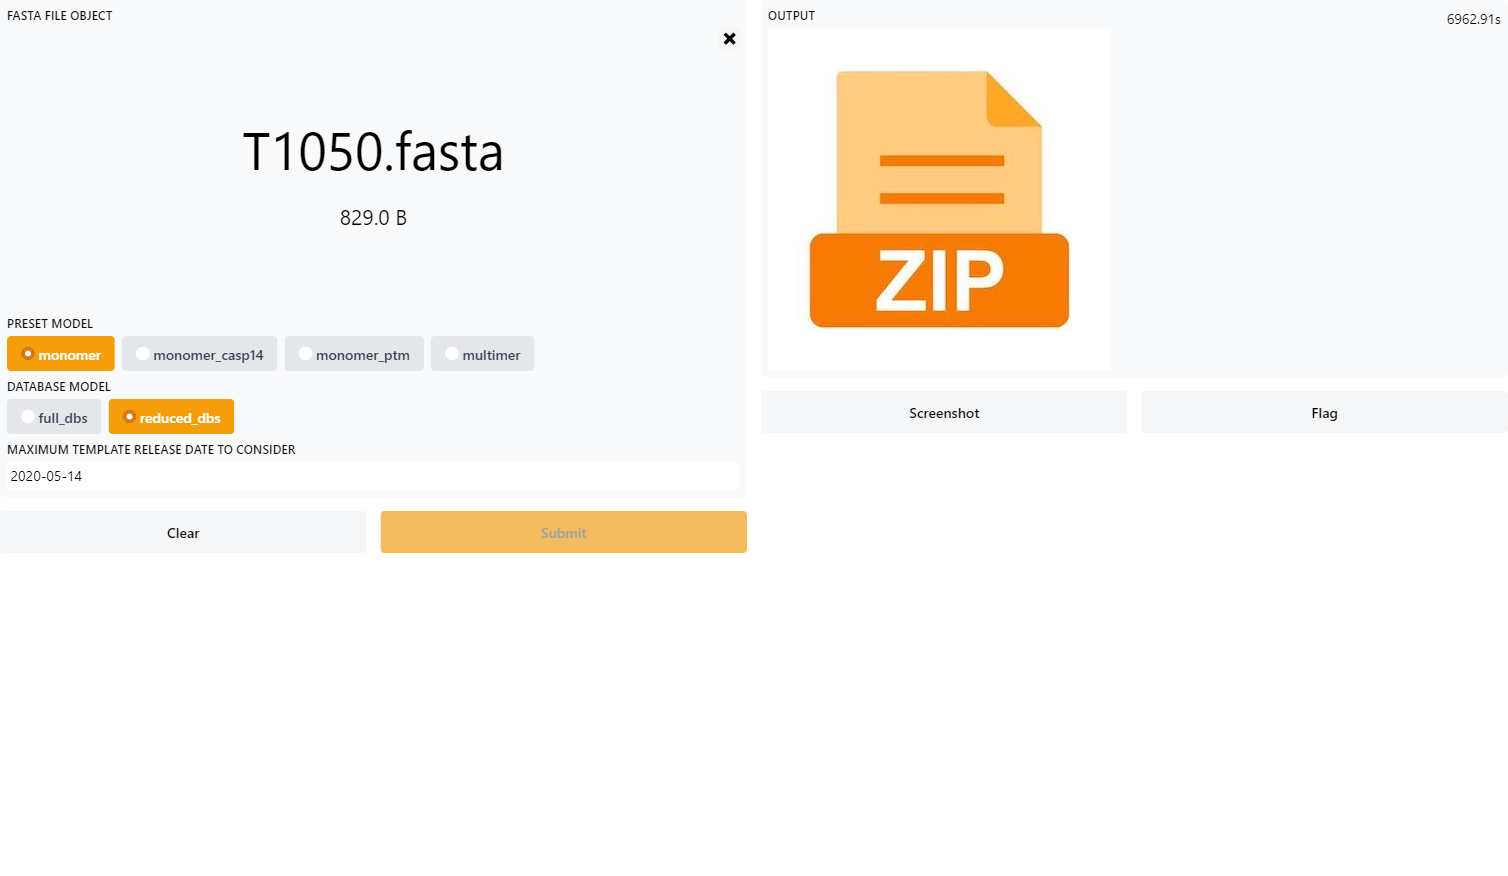 FASTA FILE OBJECT
T1050.fasta
829.0 B
PRESET MODEL
monomer monomer_casp14 monomer_ptm multimer
DATABASE MODEL
full_dbs reduced_dbs
MAXIMUM TEMPLATE RELEASE DATE TO CONSIDER
2020-05-14
Clear Submit
OUTPUT 6962.91s
ZIP
Screenshot Flag